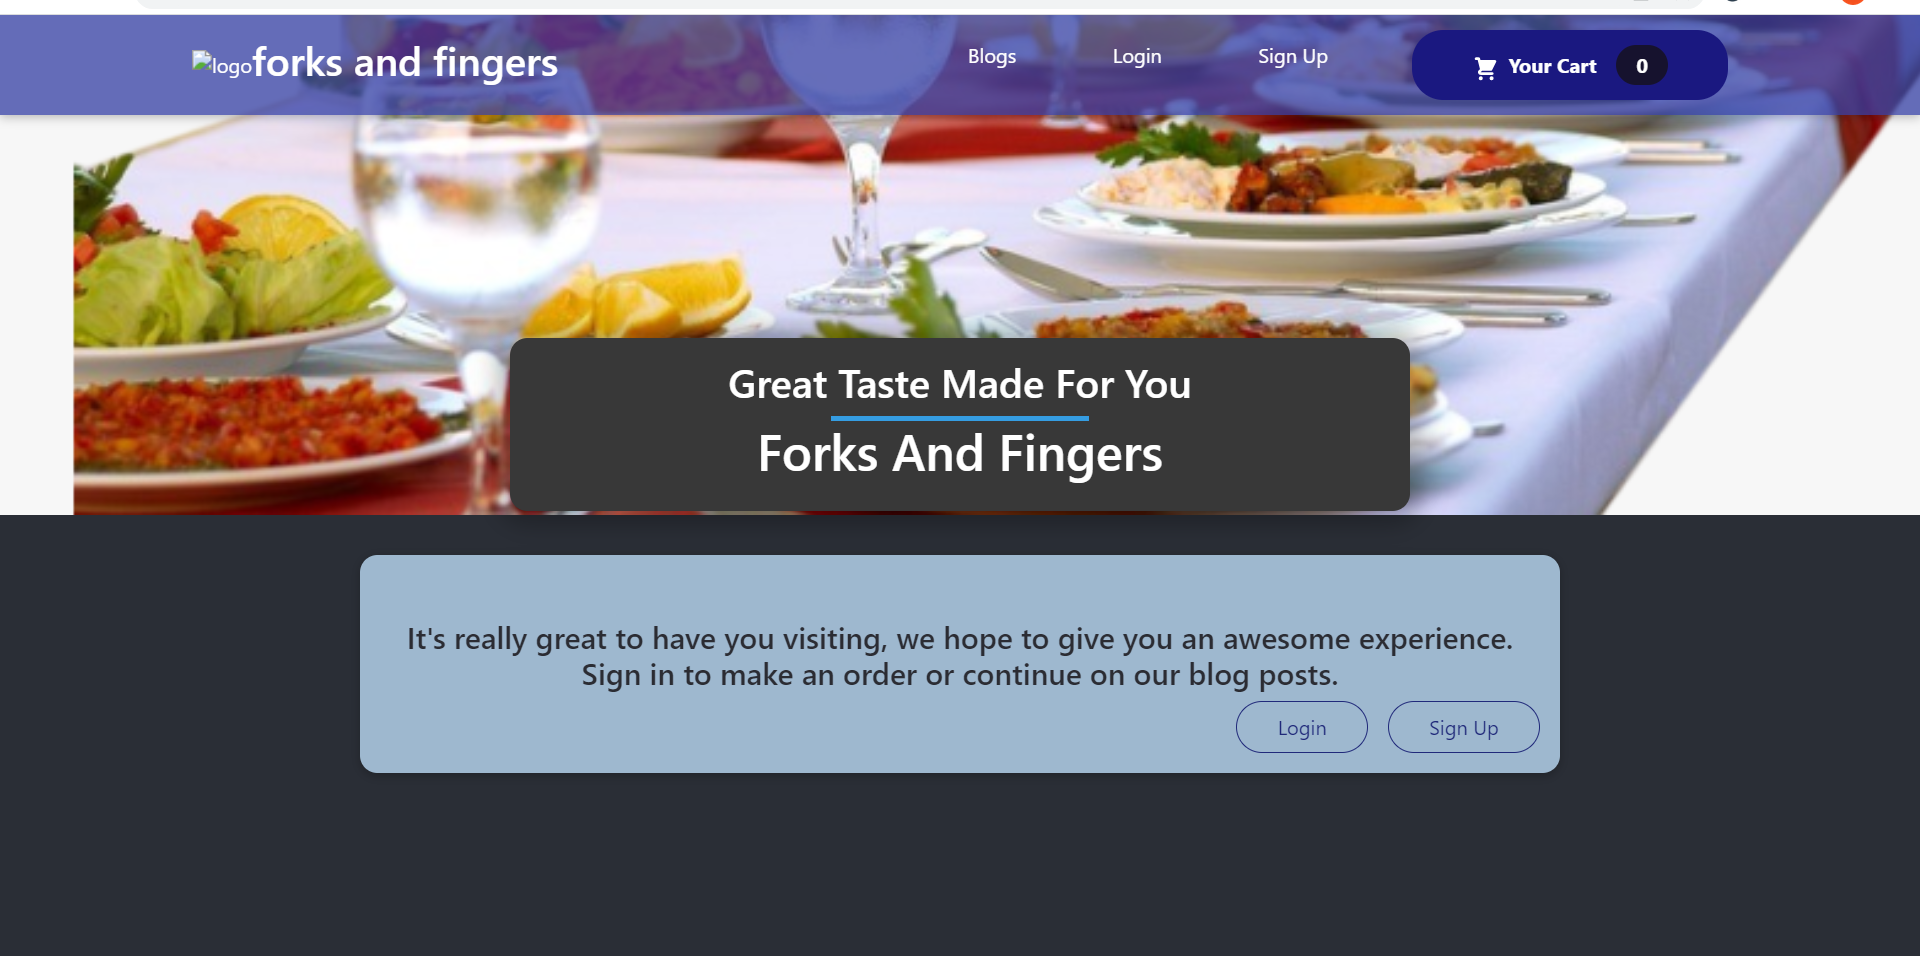 logo forks and fingers
Blogs
Login
Sign Up
Your Cart 0
Great Taste Made For You
Forks And Fingers
It's really great to have you visiting, we hope to give you an awesome experience.
Sign in to make an order or continue on our blog posts.
Login
Sign Up